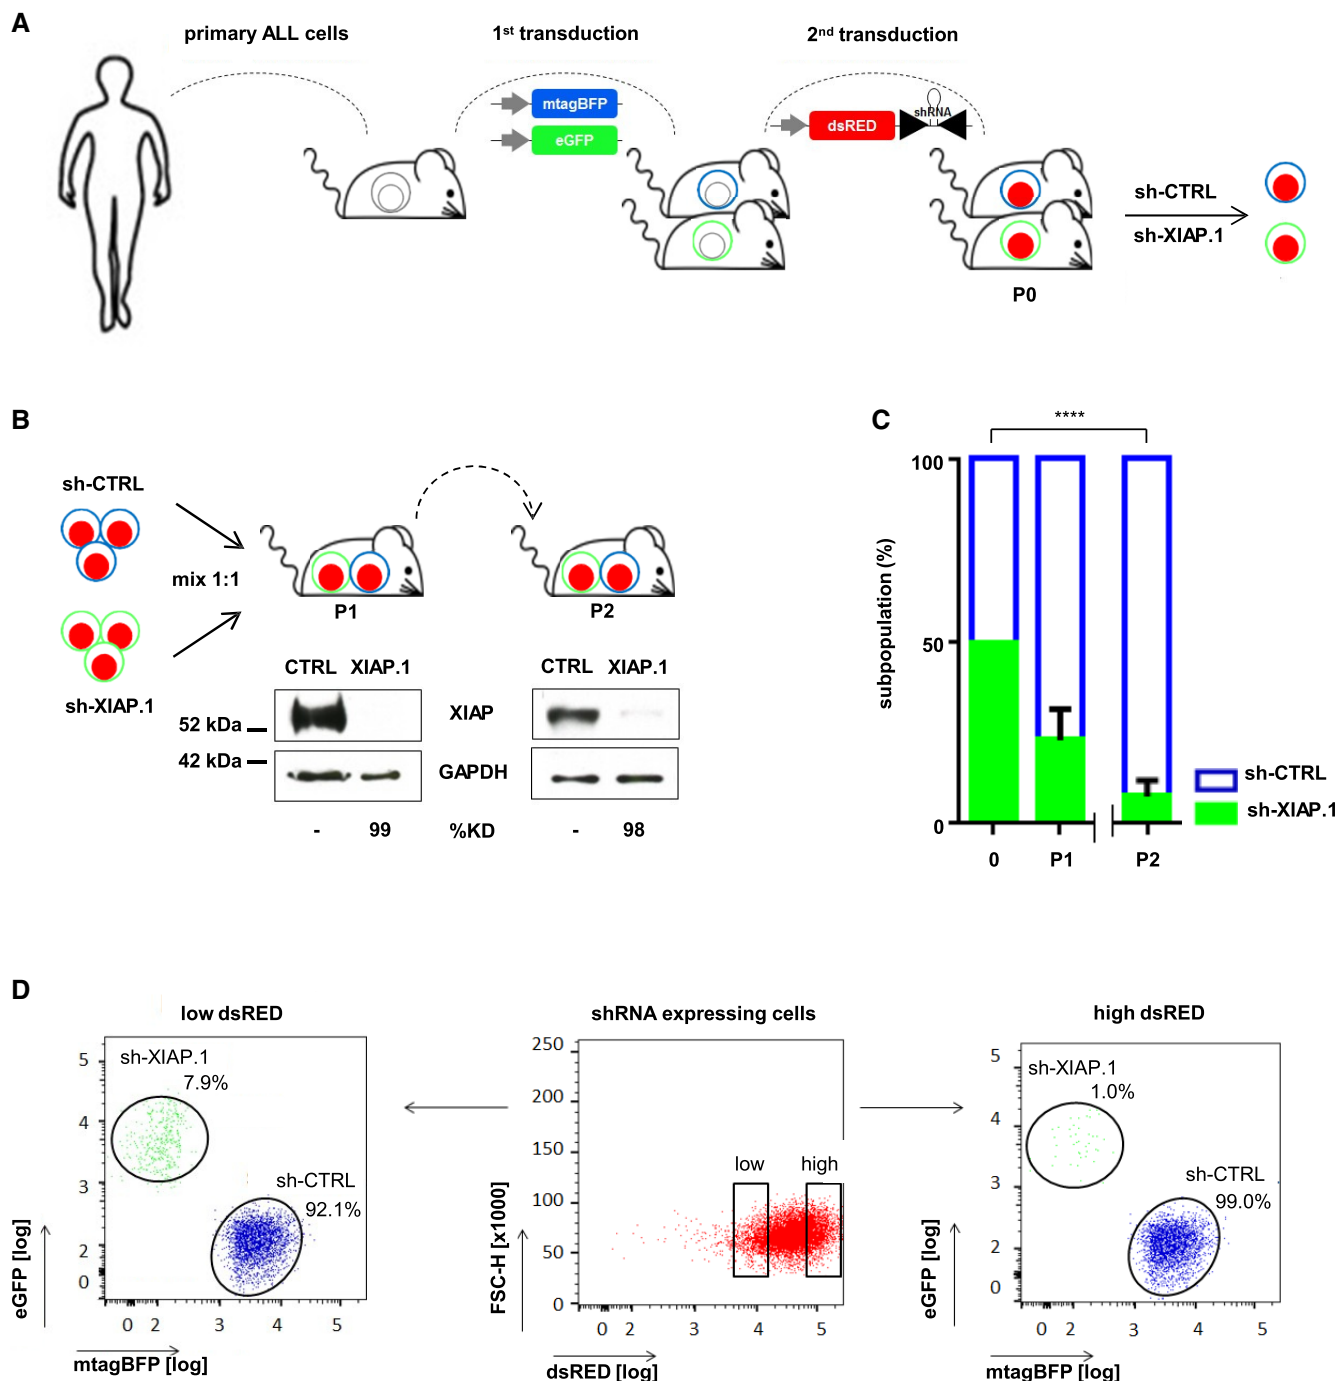 A
primary ALL cells
1st transduction
2nd transduction
mtagBFP
eGFP
dsRED
shRNA
sh-CTRL
sh-XIAP.1
P0
B
sh-CTRL
mix 1:1
sh-XIAP.1
P1
P2
CTRL XIAP.1
CTRL XIAP.1
XIAP
52 kDa
42 kDa
GAPDH
- 99 %KD - 98
C
****
subpopulation (%)
100
50
0
0 P1 P2
sh-CTRL
sh-XIAP.1
D
low dsRED
sh-XIAP.1
7.9%
sh-CTRL
92.1%
5
4
3
2
0
eGFP [log]
0 2 3 4 5
mtagBFP [log]
shRNA expressing cells
250
200
150
100
50
0
low
high
FSC-H [x1000]
0 2 3 4 5
dsRED [log]
high dsRED
sh-XIAP.1
1.0%
sh-CTRL
99.0%
5
4
3
2
0
eGFP [log]
0 2 3 4 5
mtagBFP [log]